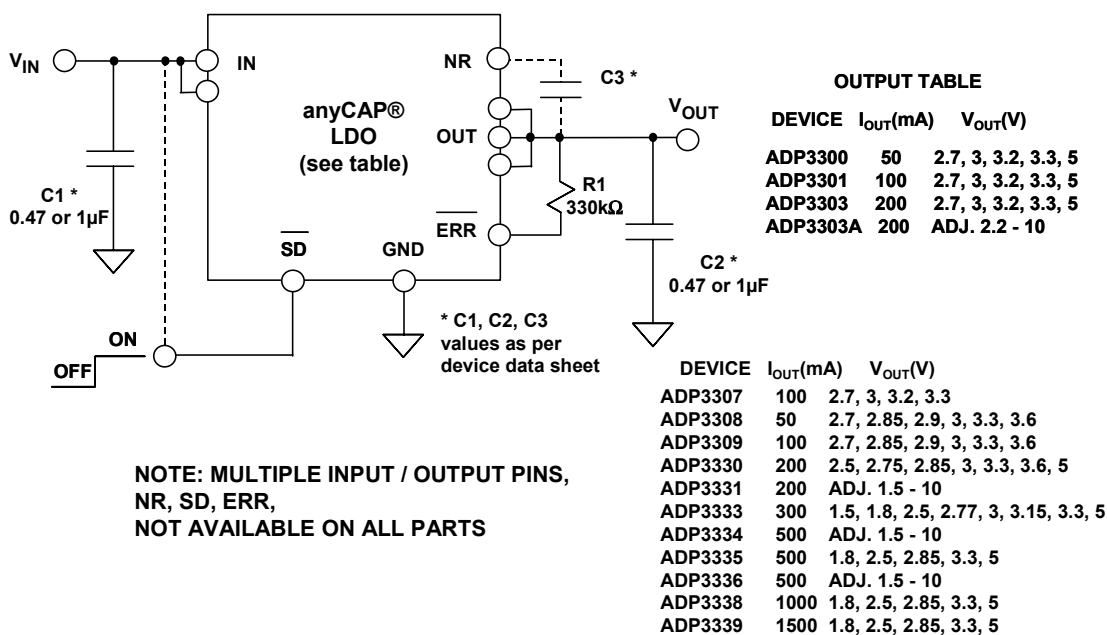 V_IN
IN
NR
C3 *
anyCAP®
LDO
(see table)
OUT
V_OUT
C1 *
0.47 or 1µF
R1
330kΩ
ERR
SD
GND
C2 *
0.47 or 1µF
ON
OFF
* C1, C2, C3
values as per
device data sheet
OUTPUT TABLE
DEVICE I_OUT(mA) V_OUT(V)
ADP3300 50 2.7, 3, 3.2, 3.3, 5
ADP3301 100 2.7, 3, 3.2, 3.3, 5
ADP3303 200 2.7, 3, 3.2, 3.3, 5
ADP3303A 200 ADJ. 2.2 - 10
DEVICE I_OUT(mA) V_OUT(V)
ADP3307 100 2.7, 3, 3.2, 3.3
ADP3308 50 2.7, 2.85, 2.9, 3, 3.3, 3.6
ADP3309 100 2.7, 2.85, 2.9, 3, 3.3, 3.6
ADP3330 200 2.5, 2.75, 2.85, 3, 3.3, 3.6, 5
ADP3331 200 ADJ. 1.5 - 10
ADP3333 300 1.5, 1.8, 2.5, 2.77, 3, 3.15, 3.3, 5
ADP3334 500 ADJ. 1.5 - 10
ADP3335 500 1.8, 2.5, 2.85, 3.3, 5
ADP3336 500 ADJ. 1.5 - 10
ADP3338 1000 1.8, 2.5, 2.85, 3.3, 5
ADP3339 1500 1.8, 2.5, 2.85, 3.3, 5
NOTE: MULTIPLE INPUT / OUTPUT PINS,
NR, SD, ERR,
NOT AVAILABLE ON ALL PARTS